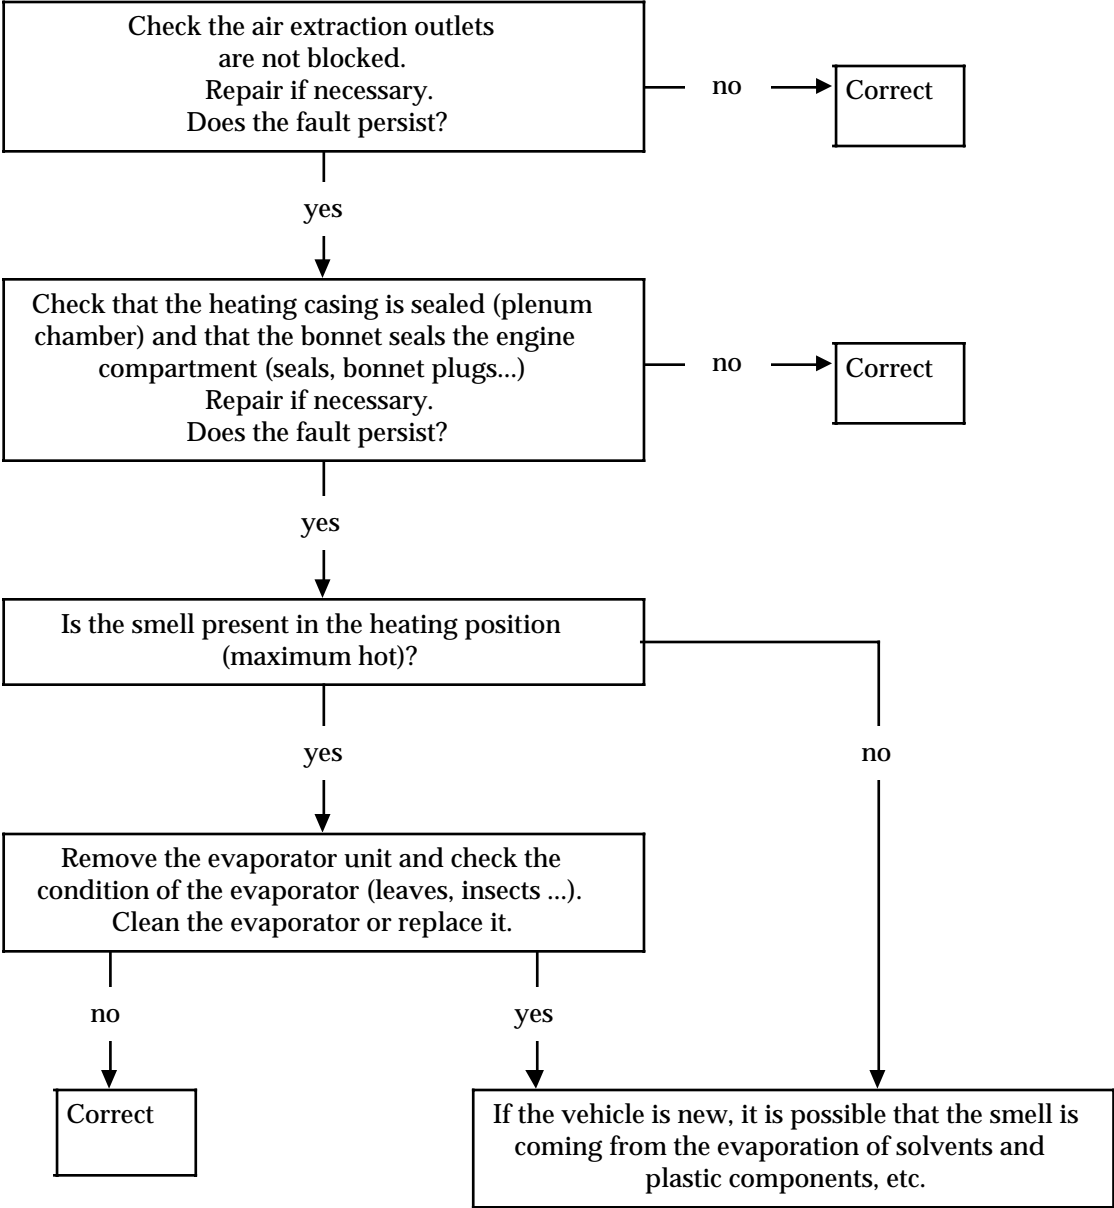 Check the air extraction outlets
are not blocked.
Repair if necessary.
Does the fault persist?
no
Correct
yes
Check that the heating casing is sealed (plenum
chamber) and that the bonnet seals the engine
compartment (seals, bonnet plugs...)
Repair if necessary.
Does the fault persist?
no
Correct
yes
Is the smell present in the heating position
(maximum hot)?
yes
no
Remove the evaporator unit and check the
condition of the evaporator (leaves, insects ...).
Clean the evaporator or replace it.
no
yes
Correct
If the vehicle is new, it is possible that the smell is
coming from the evaporation of solvents and
plastic components, etc.